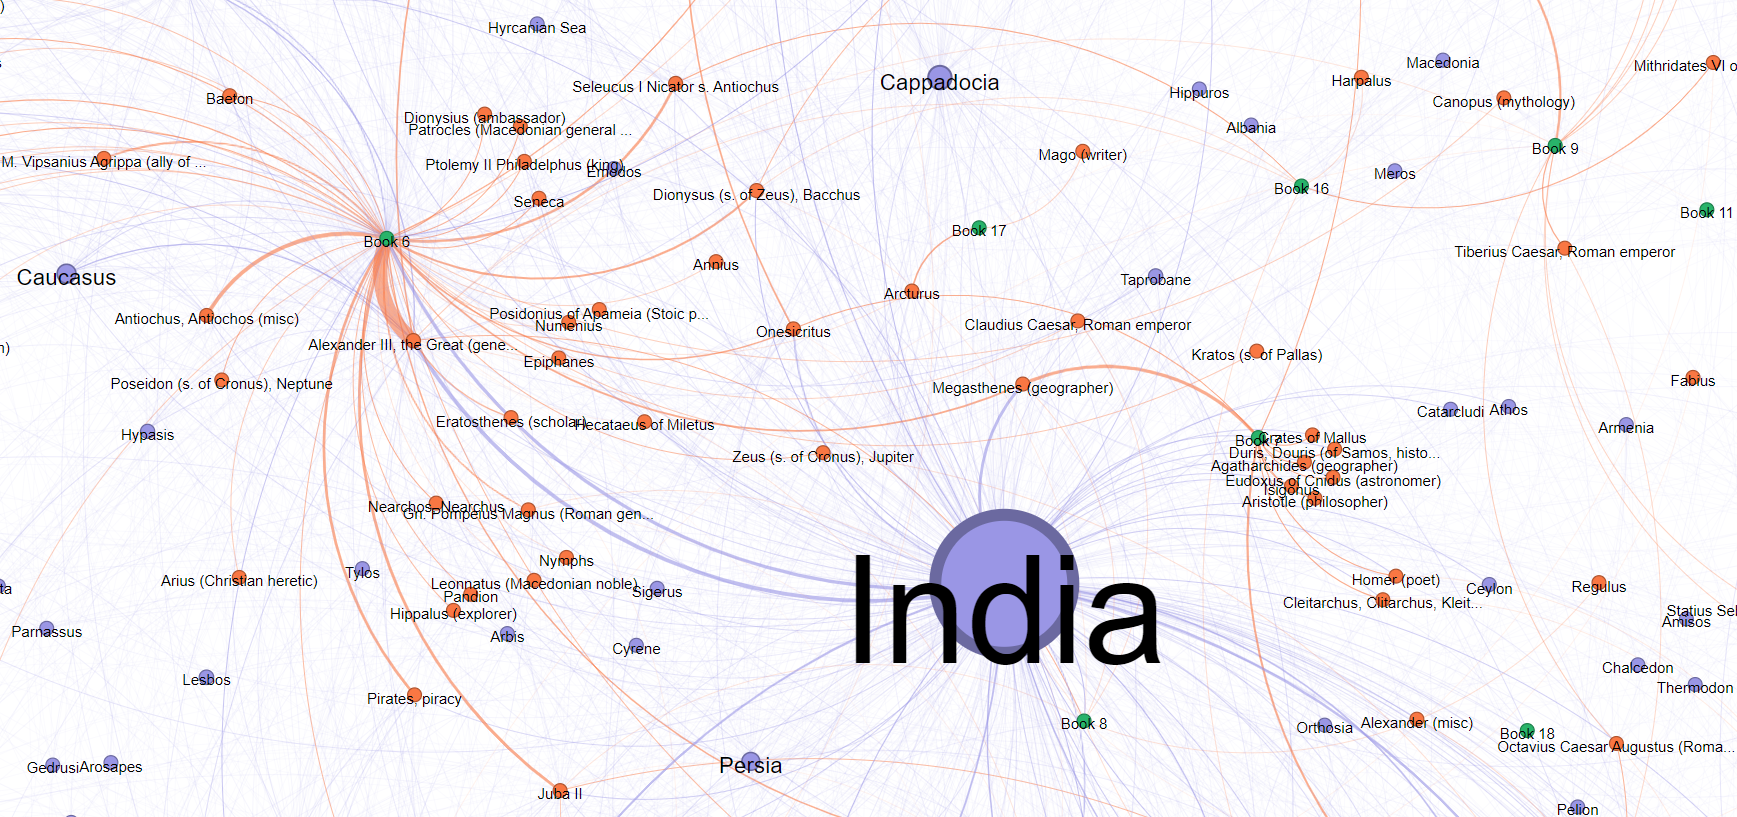 )
Hyrcanian Sea
Cappadocia
Macedonia
Mithridates VI o
Seleucus I Nicator s. Antiochus
Harpalus
Hippuros
Baeton
Canopus (mythology)
Dionysius (ambassador)
Patrocles (Macedonian general ...
Albania
Book 9
Mago (writer)
M. Vipsanius Agrippa (ally of ...
Ptolemy II Philadelphus (king)
Emodos
Meros
Book 16
Dionysus (s. of Zeus), Bacchus
Seneca
Book 11
Book 17
Book 6
Tiberius Caesar, Roman emperor
Annius
Caucasus
Taprobane
Arcturus
Antiochus, Antiochos (misc)
Posidonius of Apameia (Stoic p...
Numenius
Onesicritus
Claudius Caesar, Roman emperor
Alexander III, the Great (gene...
Kratos (s. of Pallas)
Epiphanes
Poseidon (s. of Cronus), Neptune
Megasthenes (geographer)
Fabius
Catarcludi
Athos
Eratosthenes (scholar)
Hecataeus of Miletus
Armenia
Hypasis
Book 7
Crates of Mallus
Duris, Douris (of Samos, histo...
Zeus (s. of Cronus), Jupiter
Agatharchides (geographer)
Eudoxus of Cnidus (astronomer)
Isigonus
Aristotle (philosopher)
Nearchos, Nearchus
Gn. Pompeius Magnus (Roman gen...
Nymphs
Tylos
Arius (Christian heretic)
Leonnatus (Macedonian noble)
Pandion
Sigerus
India
Homer (poet)
Ceylon
Regulus
ta
Cleitarchus, Clitarchus, Kleit...
Hippalus (explorer)
Statius Sel
Amisos
Parnassus
Arbis
Cyrene
Chalcedon
Lesbos
Thermodon
Pirates, piracy
Book 8
Orthosia
Alexander (misc)
Book 18
Octavius Caesar Augustus (Roma...
Persia
Gedrusi
Arosapes
Juba II
Pelion